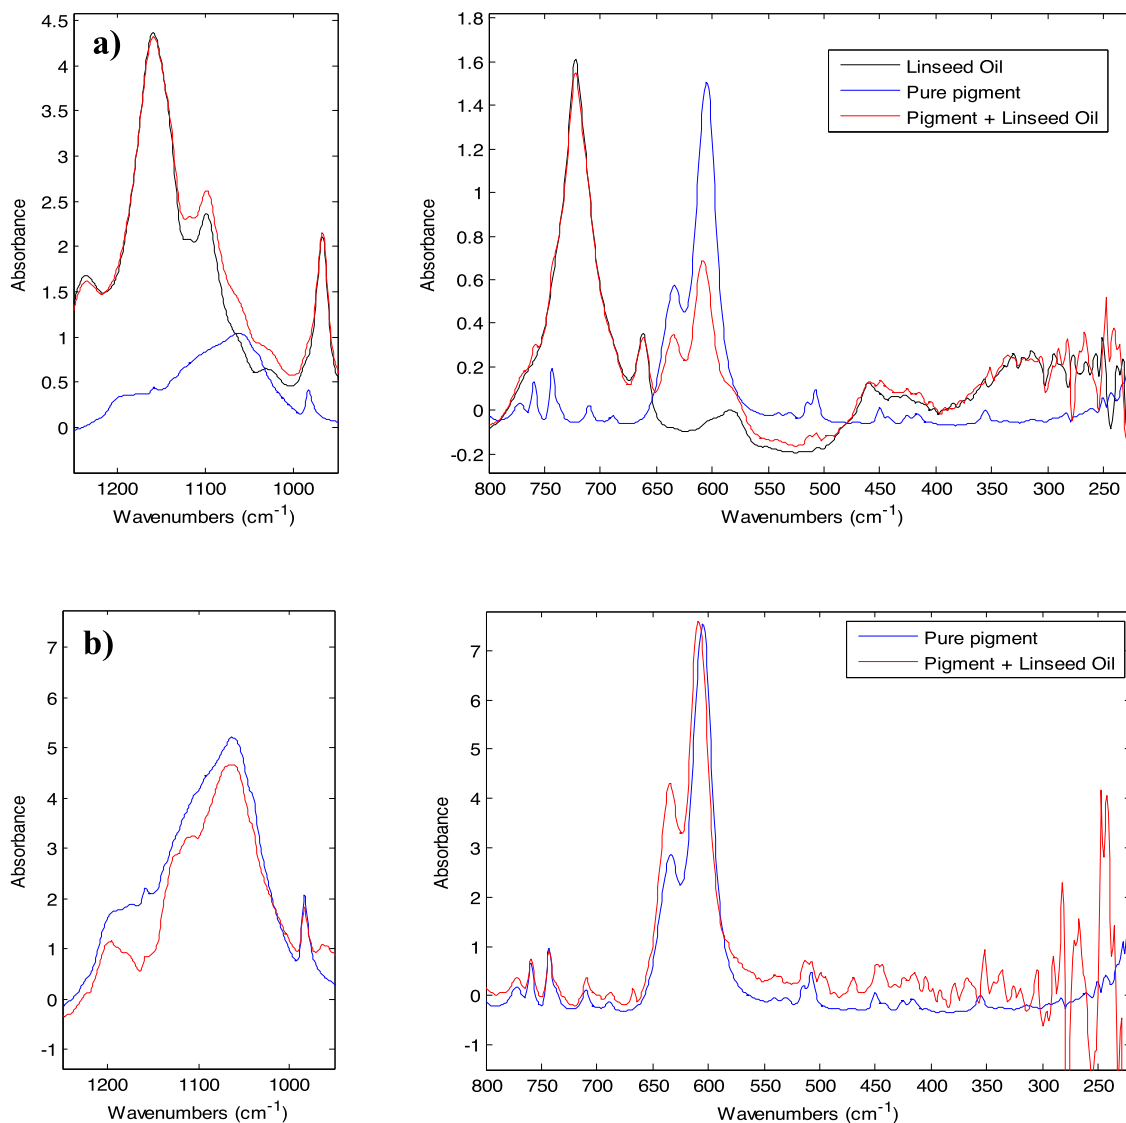 a)
4.5
4
3.5
3
2.5
2
1.5
1
0.5
0
Absorbance
1200 1100 1000
Wavenumbers (cm-1)
1.8
1.6
1.4
1.2
1
0.8
0.6
0.4
0.2
0
-0.2
Absorbance
Linseed Oil
Pure pigment
Pigment + Linseed Oil
800 750 700 650 600 550 500 450 400 350 300 250
Wavenumbers (cm-1)
b)
7
6
5
4
3
2
1
0
-1
Absorbance
1200 1100 1000
Wavenumbers (cm-1)
7
6
5
4
3
2
1
0
-1
Absorbance
Pure pigment
Pigment + Linseed Oil
800 750 700 650 600 550 500 450 400 350 300 250
Wavenumbers (cm-1)